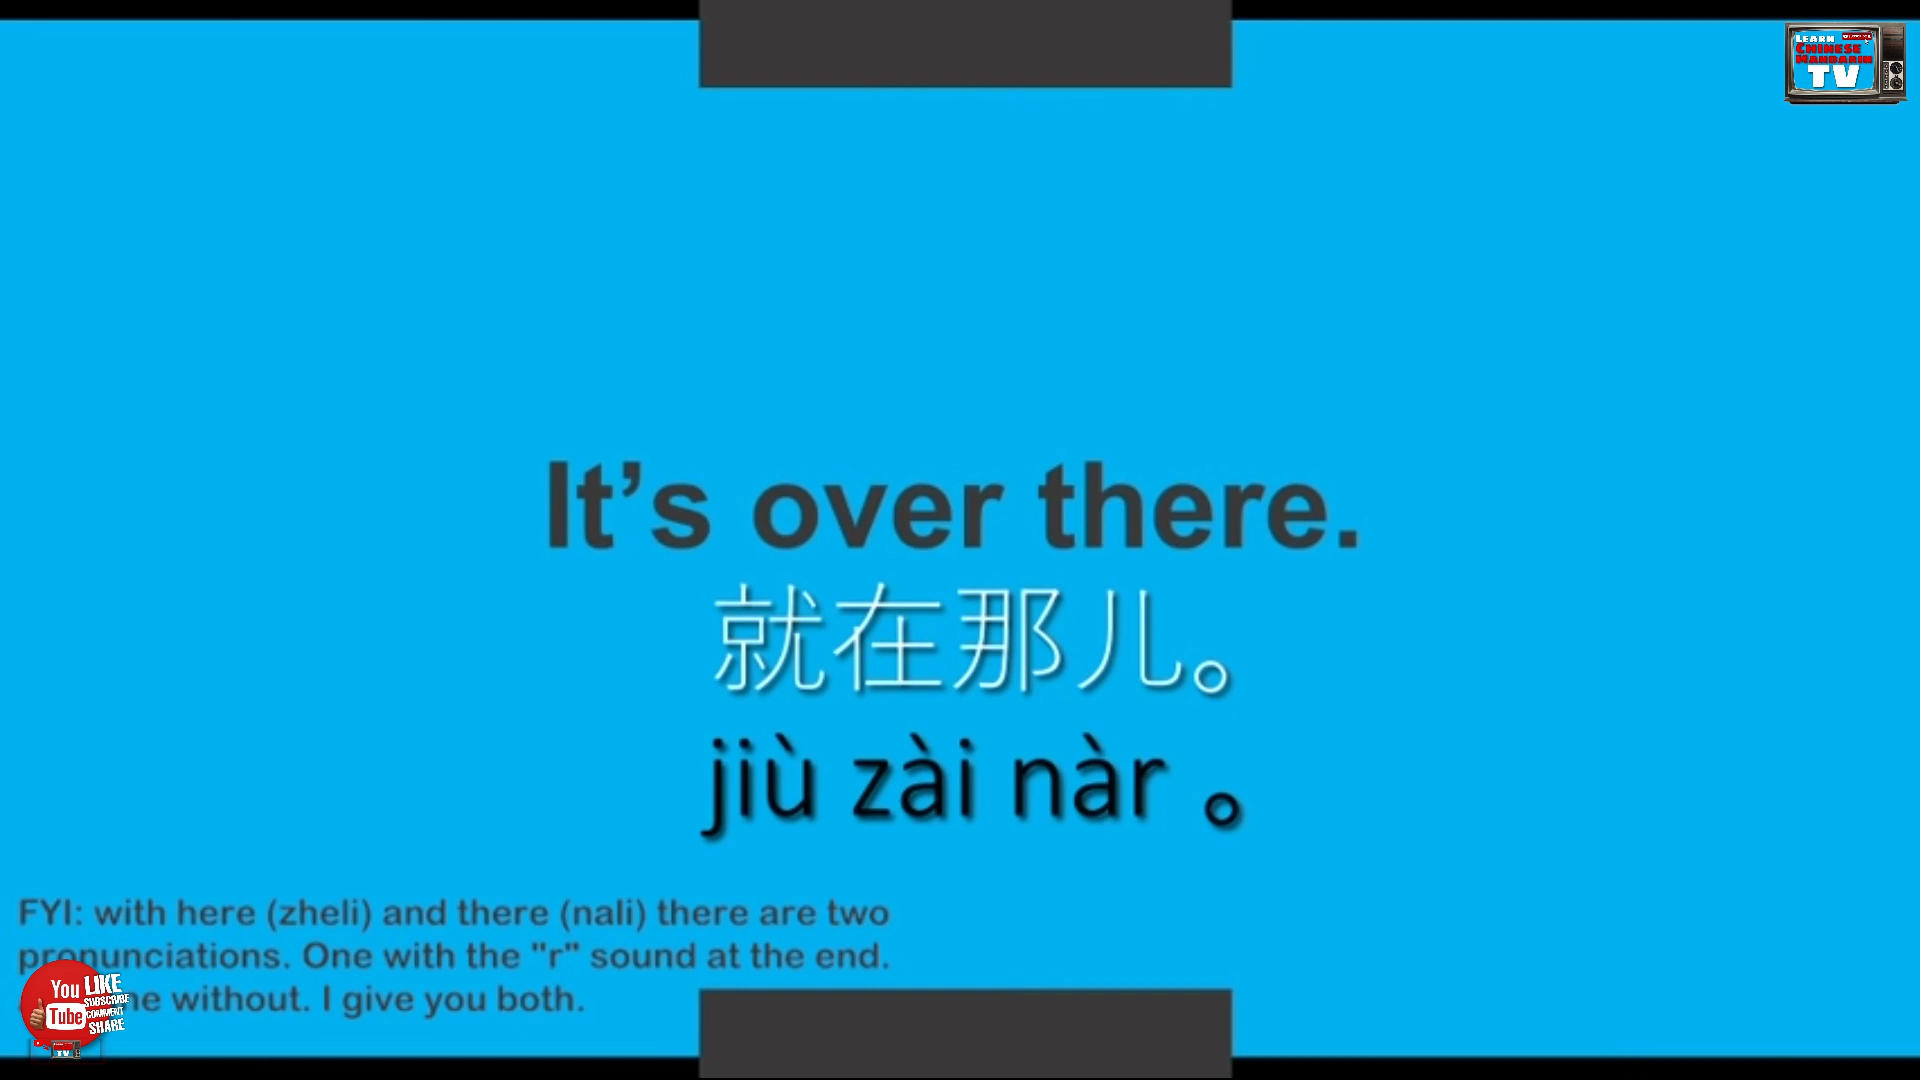 LEARN
CHINESE
MANDARIN
TV
It’s over there.
就在那儿。
jiù zài nàr 。
FYI: with here (zheli) and there (nali) there are two
pronunciations. One with the "r" sound at the end.
ne without. I give you both.
You Tube
LIKE
SUBSCRIBE
COMMENT
SHARE
TV